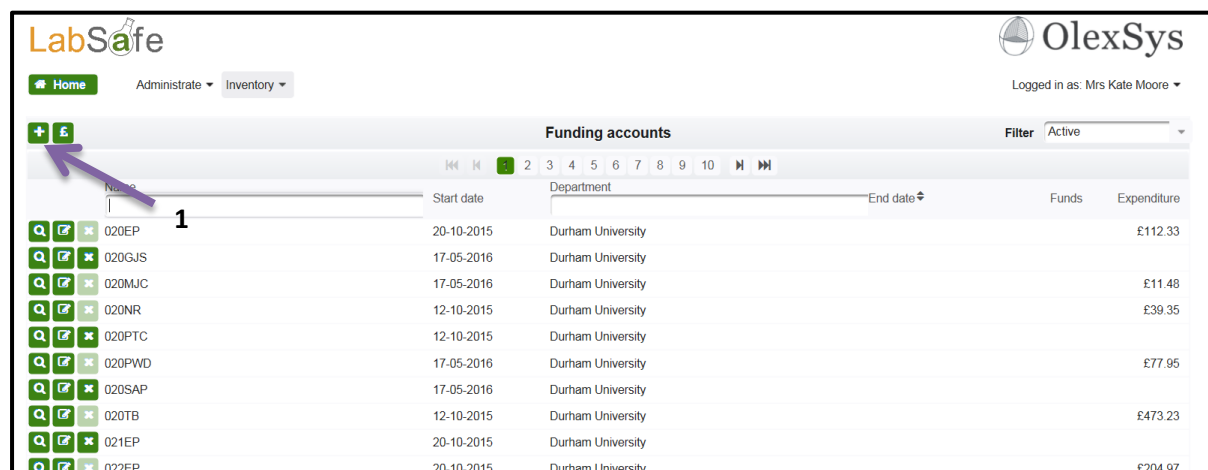 LabSafe
OlexSys
Home Administrate Inventory Logged in as: Mrs Kate Moore
£ Funding accounts Filter Active
1 2 3 4 5 6 7 8 9 10
Name Start date Department End date Funds Expenditure
1
020EP 20-10-2015 Durham University £112.33
020GJS 17-05-2016 Durham University
020MJC 17-05-2016 Durham University £11.48
020NR 12-10-2015 Durham University £39.35
020PTC 12-10-2015 Durham University
020PWD 17-05-2016 Durham University £77.95
020SAP 17-05-2016 Durham University
020TB 12-10-2015 Durham University £473.23
021EP 20-10-2015 Durham University
022EP 20-10-2015 Durham University £204.97